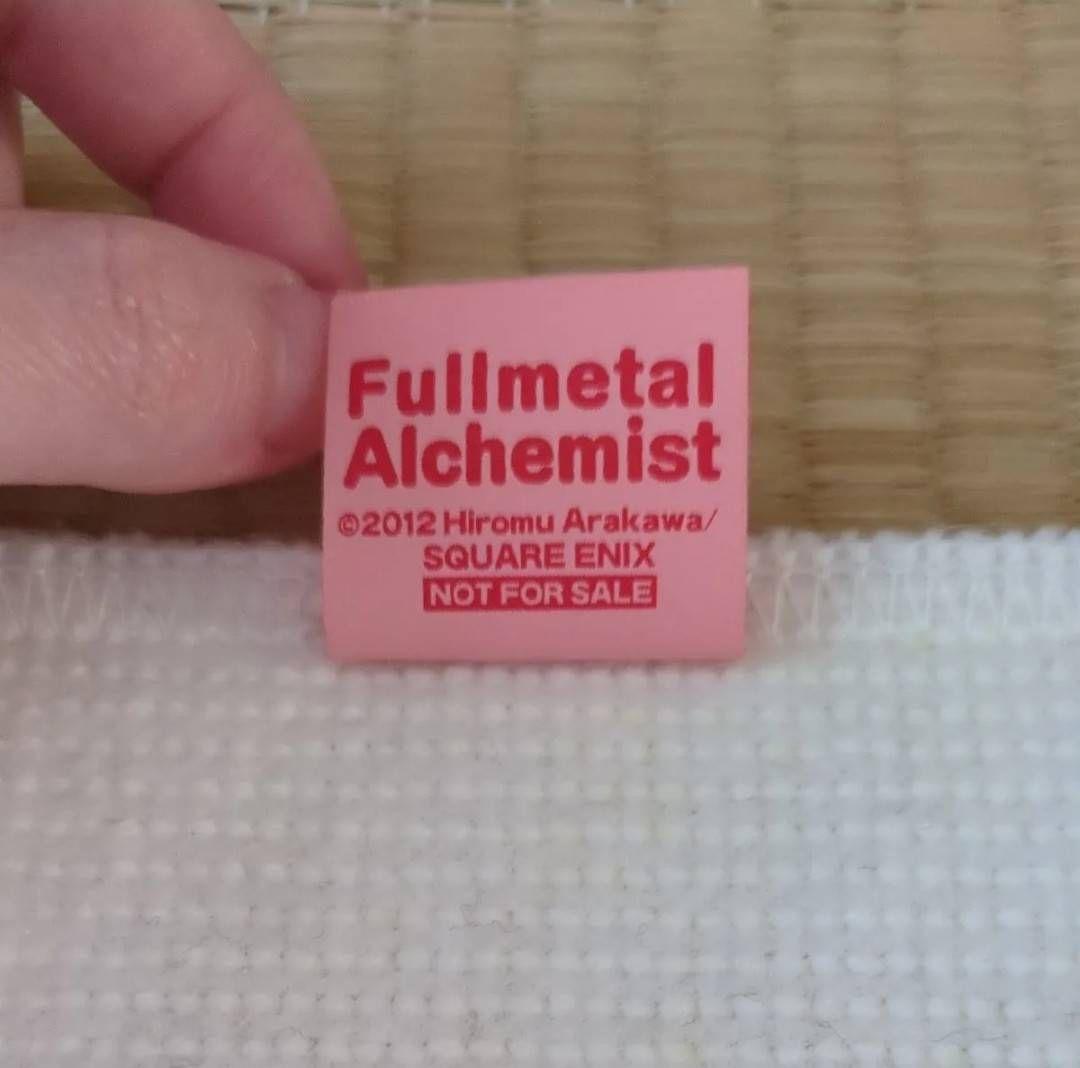 Fullmetal
Alchemist
©2012 Hiromu Arakawa/
SQUARE ENIX
NOT FOR SALE